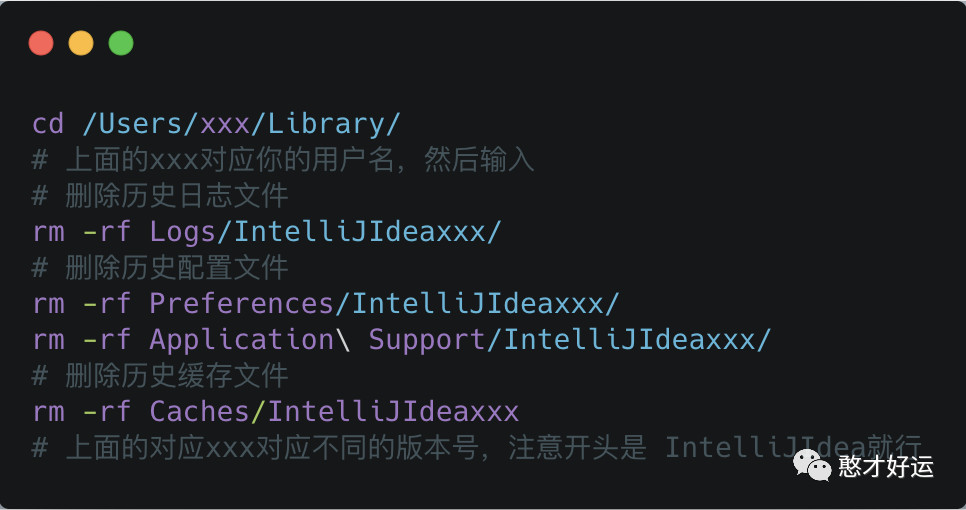 cd /Users/xxx/Library/
# 上面的xxx对应你的用户名，然后输入
# 删除历史日志文件
rm -rf Logs/IntelliJIdeaxxx/
# 删除历史配置文件
rm -rf Preferences/IntelliJIdeaxxx/
rm -rf Application\ Support/IntelliJIdeaxxx/
# 删除历史缓存文件
rm -rf Caches/IntelliJIdeaxxx
# 上面的对应xxx对应不同的版本号，注意开头是 IntelliJIdea就行
憨才好运